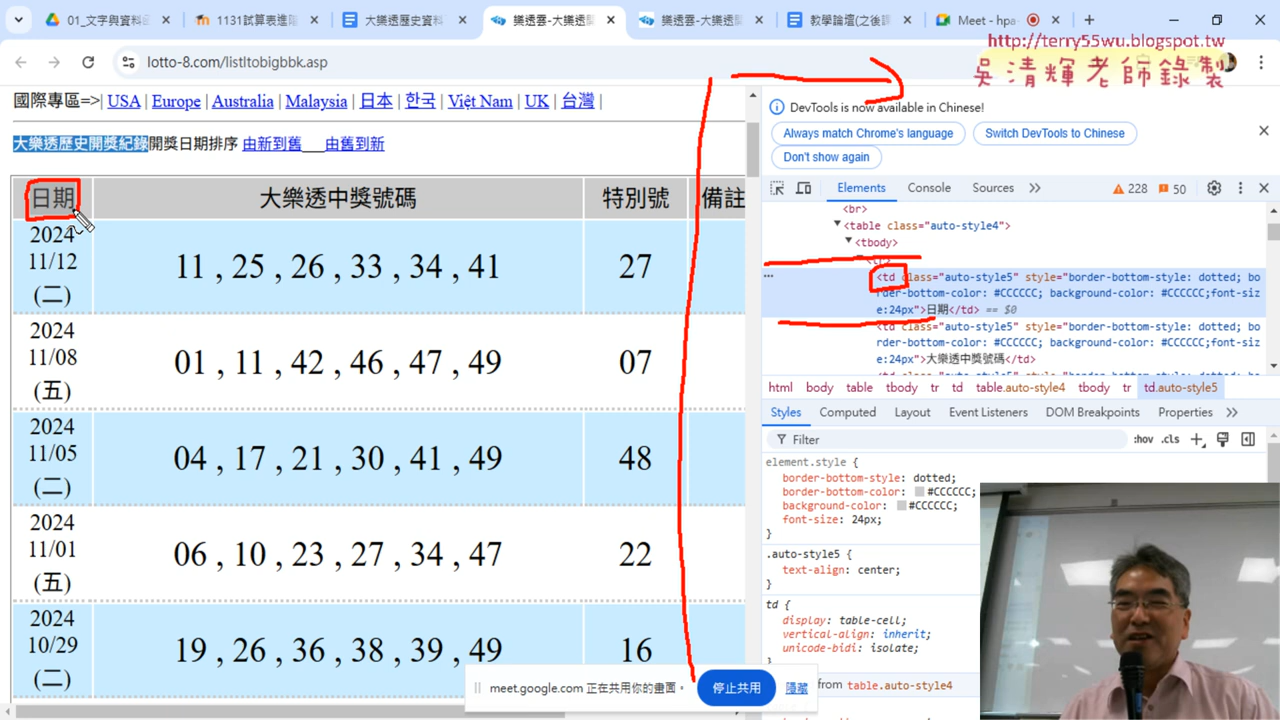 01_文字與資料
1131試算表進階
大樂透歷史資料
樂透雲-大樂透
樂透雲-大樂透
教學論壇(之後
Meet - hpa
lotto-8.com/listltobigbbk.asp
http://terry55wu.blogspot.tw
吳清輝老師錄製
國際專區=>| USA | Europe | Australia | Malaysia | 日本 | 한국 | Việt Nam | UK | 台灣 |
大樂透歷史開獎紀錄開獎日期排序 由新到舊___由舊到新
日期 大樂透中獎號碼 特別號 備註
2024
11/12
(二)
11 , 25 , 26 , 33 , 34 , 41 27
2024
11/08
(五)
01 , 11 , 42 , 46 , 47 , 49 07
2024
11/05
(二)
04 , 17 , 21 , 30 , 41 , 49 48
2024
11/01
(五)
06 , 10 , 23 , 27 , 34 , 47 22
2024
10/29
(二)
19 , 26 , 36 , 38 , 39 , 49 16
meet.google.com 正在共用你的畫面。 停止共用 隱藏
DevTools is now available in Chinese!
Always match Chrome's language Switch DevTools to Chinese
Don't show again
Elements Console Sources 228 50
<br>
<table class="auto-style4">
<tbody>
<tr>
<td class="auto-style5" style="border-bottom-style: dotted; bo
rder-bottom-color: #CCCCCC; background-color: #CCCCCC;font-siz
e:24px">日期</td> == $0
<td class="auto-style5" style="border-bottom-style: dotted; bo
rder-bottom-color: #CCCCCC; background-color: #CCCCCC;font-siz
e:24px">大樂透中獎號碼</td>
html body table tbody tr td table.auto-style4 tbody tr td.auto-style5
Styles Computed Layout Event Listeners DOM Breakpoints Properties
Filter :hov .cls
element.style {
border-bottom-style: dotted;
border-bottom-color: #CCCCCC;
background-color: #CCCCCC;
font-size: 24px;
}
.auto-style5 {
text-align: center;
}
td {
display: table-cell;
vertical-align: inherit;
unicode-bidi: isolate;
}
from table.auto-style4